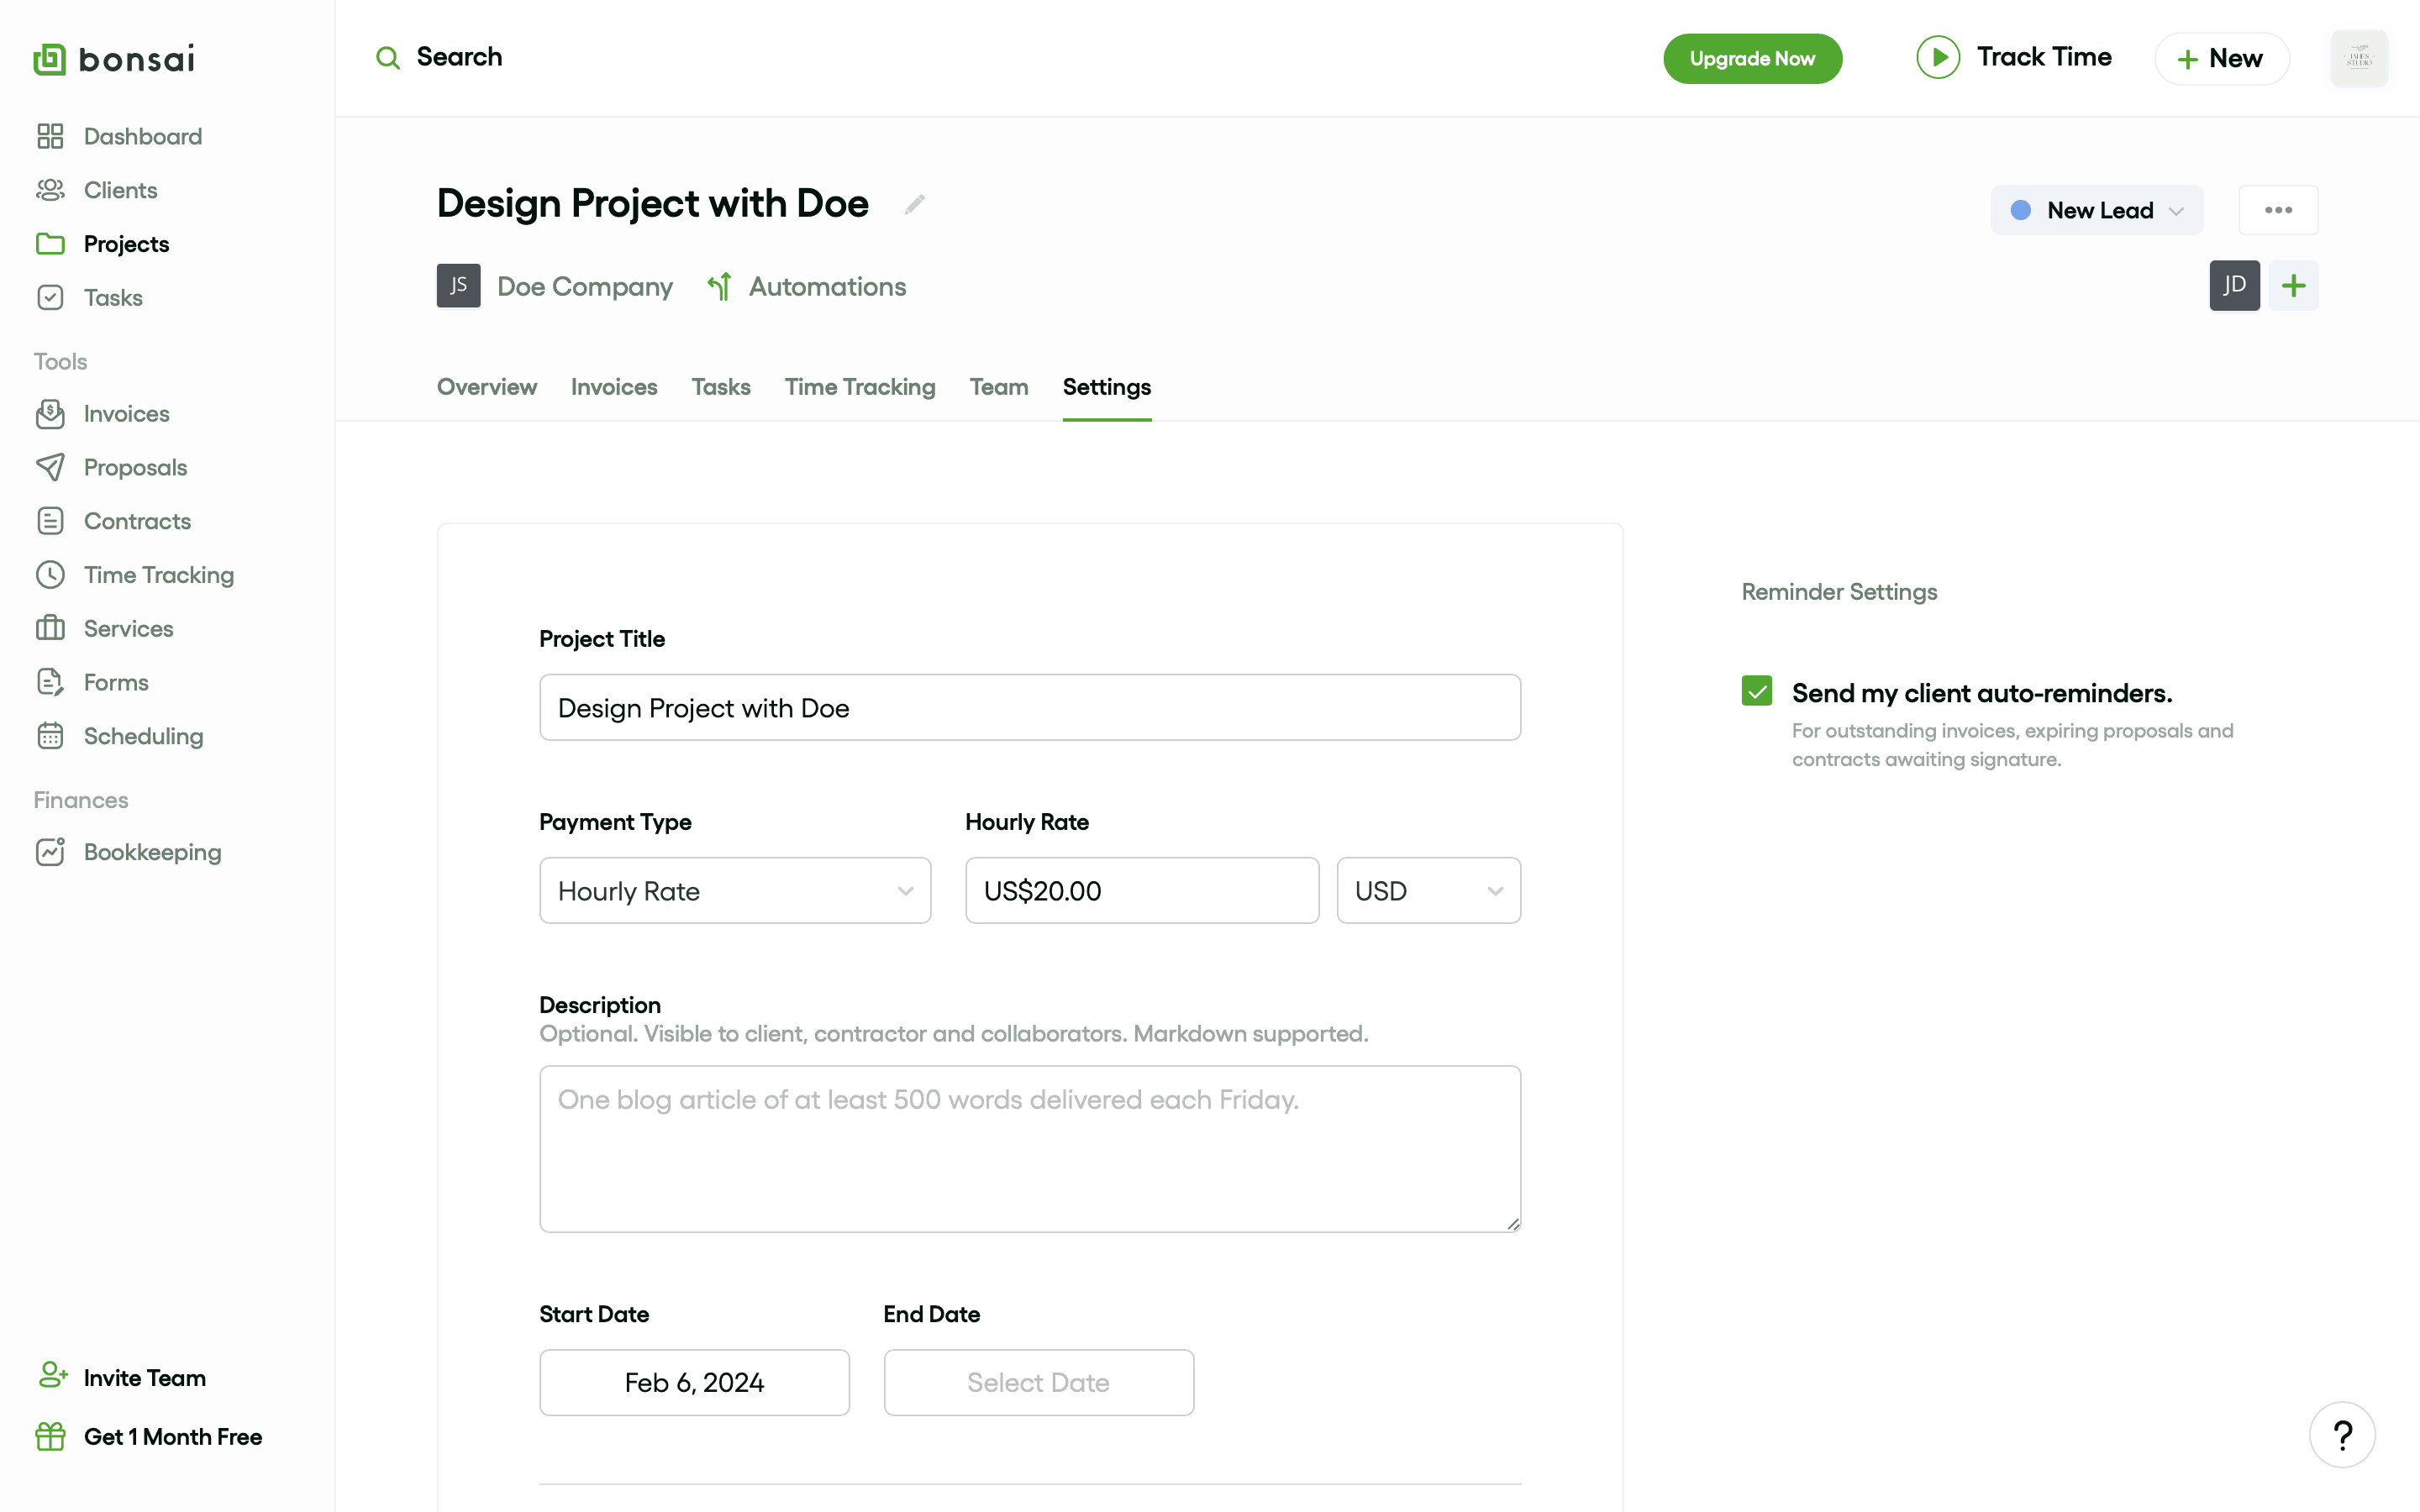 bonsai
Search
Upgrade Now
Track Time
New
JAMES
STUDIO
Dashboard
Clients
Projects
Tasks
Tools
Invoices
Proposals
Contracts
Time Tracking
Services
Forms
Scheduling
Finances
Bookkeeping
Invite Team
Get 1 Month Free
Design Project with Doe
New Lead
JS
Doe Company
Automations
JD
Overview
Invoices
Tasks
Time Tracking
Team
Settings
Project Title
Design Project with Doe
Payment Type
Hourly Rate
Hourly Rate
US$20.00
USD
Description
Optional. Visible to client, contractor and collaborators. Markdown supported.
One blog article of at least 500 words delivered each Friday.
Start Date
End Date
Feb 6, 2024
Select Date
Reminder Settings
Send my client auto-reminders.
For outstanding invoices, expiring proposals and
contracts awaiting signature.
?